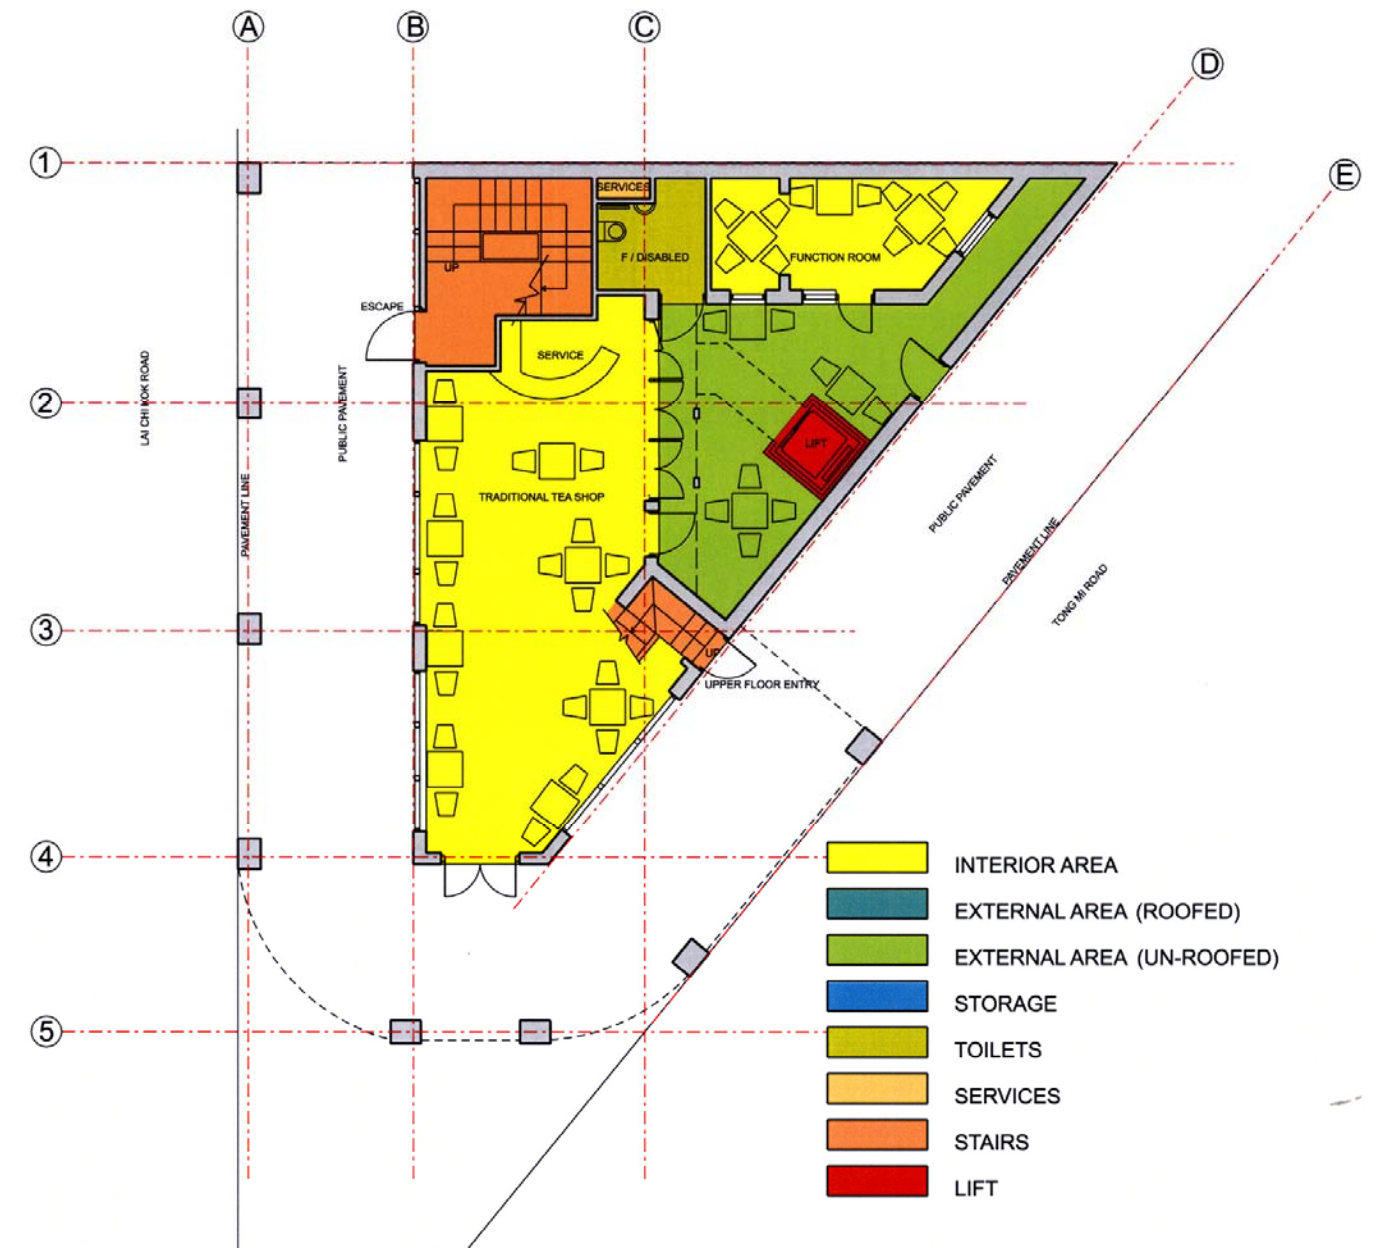 A
B
C
D
E
1
SERVICES
F / DISABLED
FUNCTION ROOM
UP
ESCAPE
LAI CHI KOK ROAD
PUBLIC PAVEMENT
SERVICE
2
LIFT
PAVEMENT LINE
TRADITIONAL TEA SHOP
PUBLIC PAVEMENT
PAVEMENT LINE
TONG MI ROAD
3
UP
UPPER FLOOR ENTRY
4
INTERIOR AREA
EXTERNAL AREA (ROOFED)
EXTERNAL AREA (UN-ROOFED)
STORAGE
5
TOILETS
SERVICES
STAIRS
LIFT